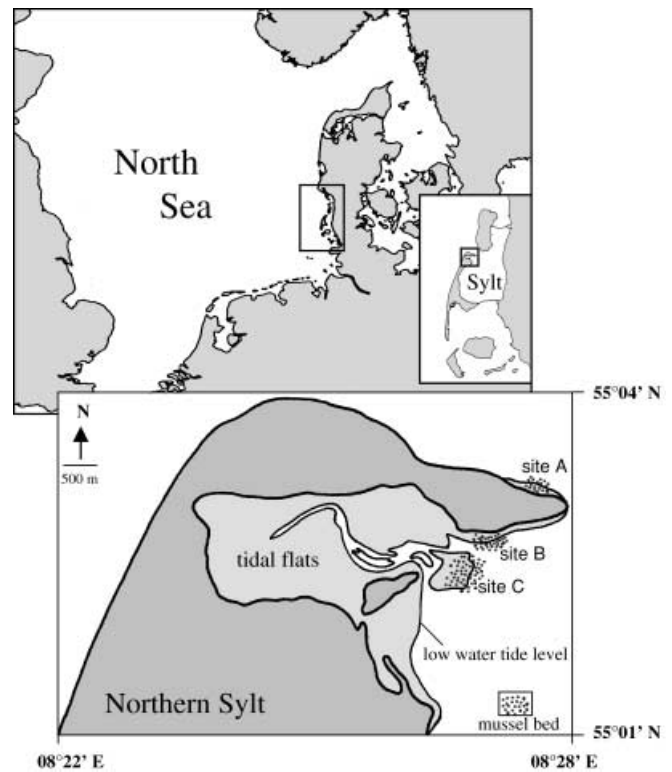 North
Sea
Sylt
55°04' N
N
500 m
site A
site B
tidal flats
site C
low water tide level
Northern Sylt
mussel bed
55°01' N
08°22' E
08°28' E